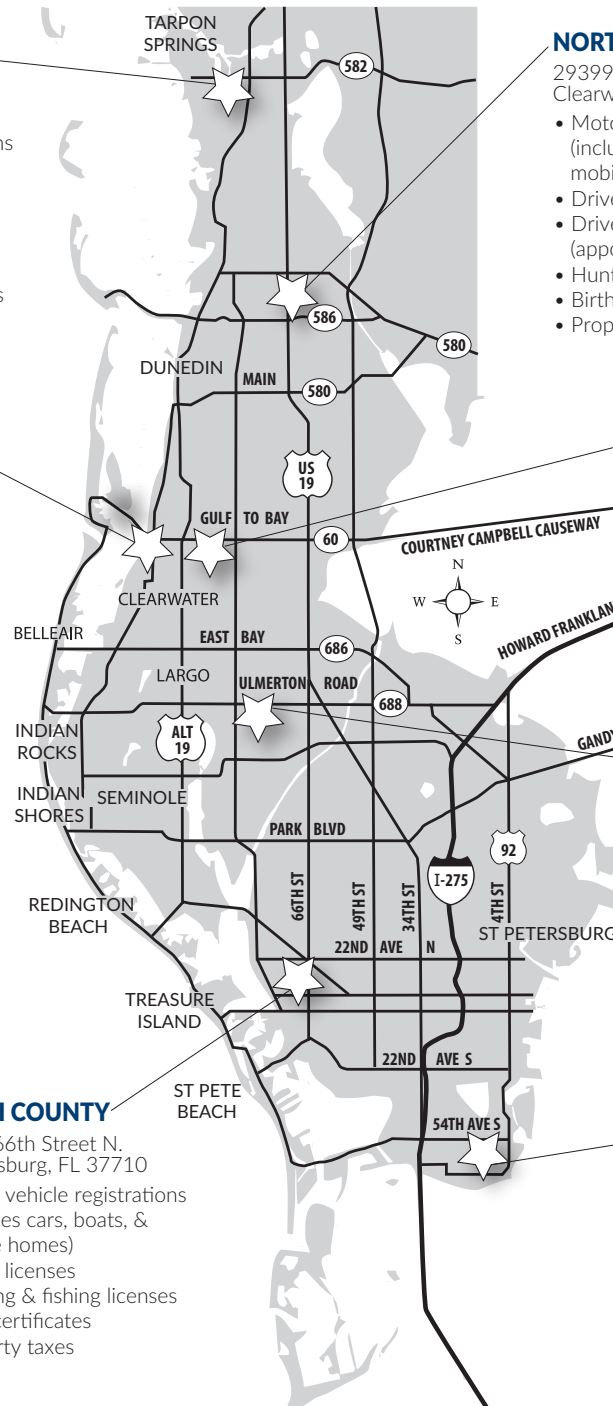 TARPON
SPRINGS
582
NORT
29399
Clearw
• Moto
(inclu
mobi
• Drive
• Drive
(appo
• Hunt
• Birth
• Prop
ns
s
586
580
DUNEDIN
MAIN
580
US
19
GULF TO BAY
60
COURTNEY CAMPBELL CAUSEWAY
N
W
E
S
CLEARWATER
BELLEAIR
EAST BAY
686
HOWARD FRANKLAN
LARGO
ULMERTON ROAD
688
ALT
19
INDIAN
ROCKS
GANDY
INDIAN
SHORES
SEMINOLE
PARK BLVD
92
I-275
66TH ST
49TH ST
34TH ST
4TH ST
REDINGTON
BEACH
22ND AVE N
ST PETERSBURG
TREASURE
ISLAND
22ND AVE S
ST PETE
BEACH
54TH AVE S
COUNTY
66th Street N.
sburg, FL 37710
vehicle registrations
es cars, boats, &
e homes)
licenses
ng & fishing licenses
certificates
rty taxes